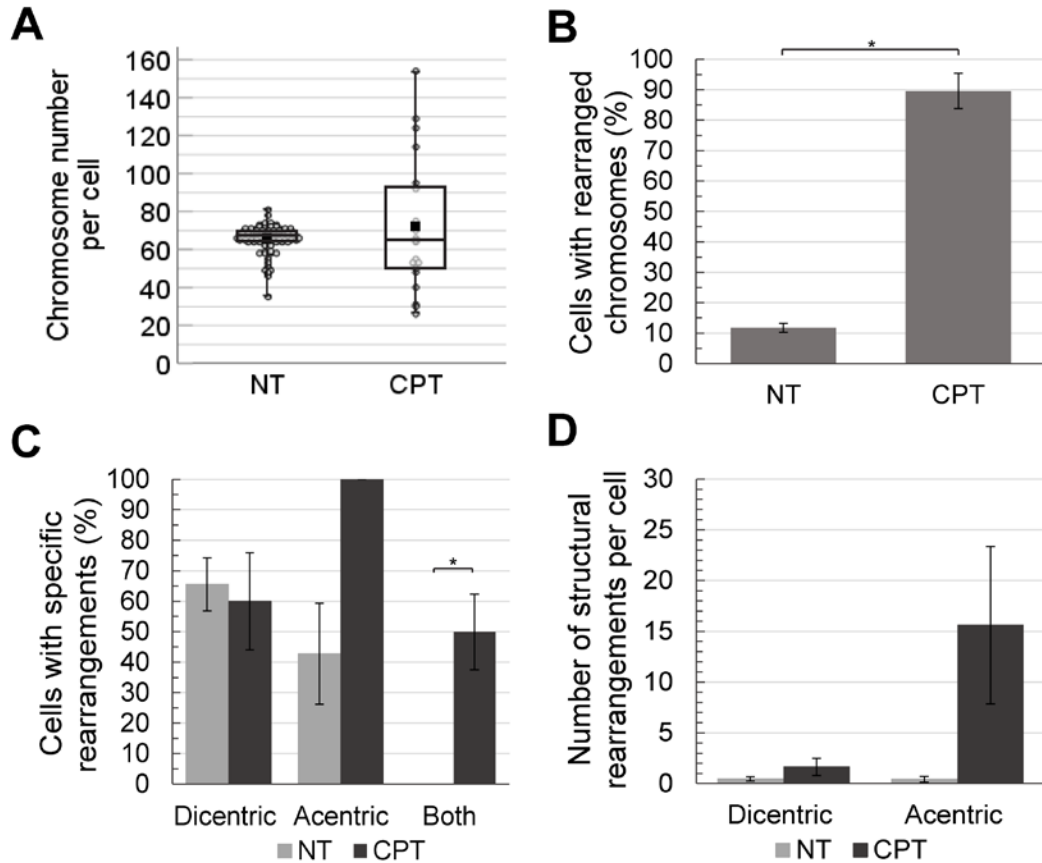 A
Chromosome number
per cell
160
140
120
100
80
60
40
20
0
NT CPT
B
Cells with rearranged
chromosomes (%)
100
90
80
70
60
50
40
30
20
10
0
*
NT CPT
C
Cells with specific
rearrangements (%)
100
90
80
70
60
50
40
30
20
10
0
*
Dicentric Acentric Both
NT CPT
D
Number of structural
rearrangements per cell
30
25
20
15
10
5
0
Dicentric Acentric
NT CPT